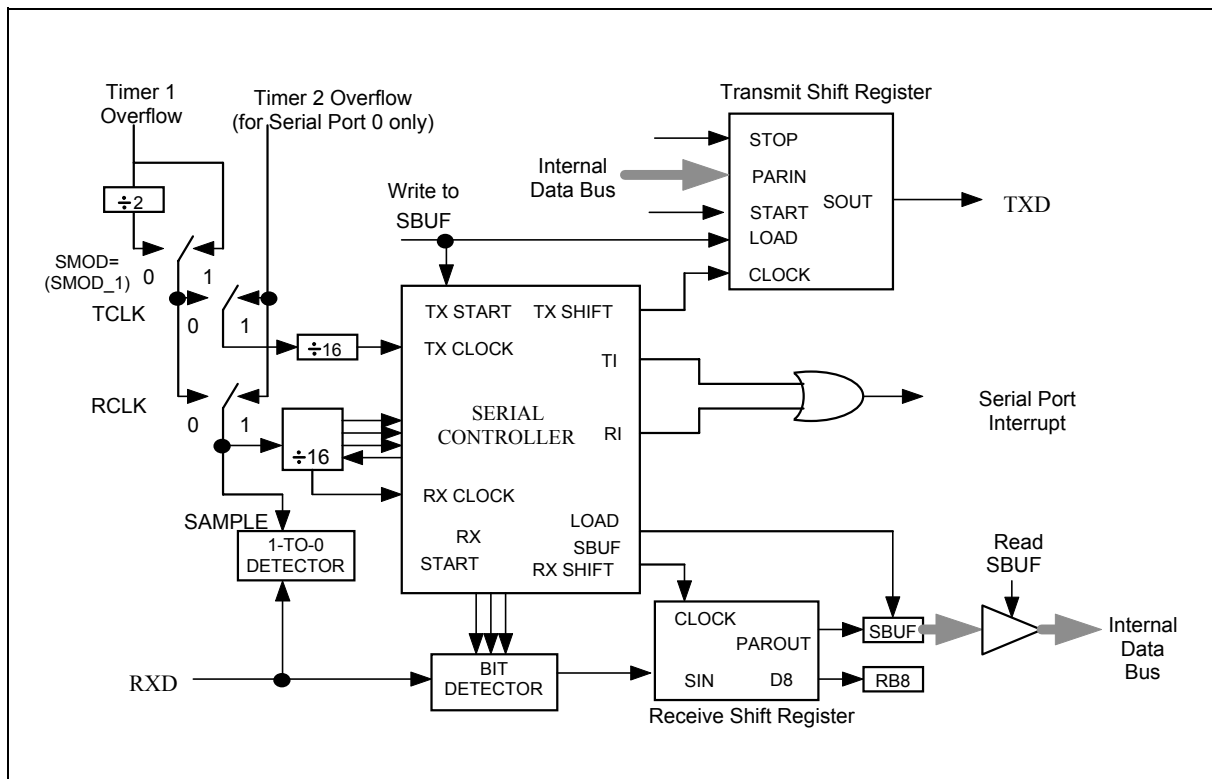 Timer 1
Overflow
Timer 2 Overflow
(for Serial Port 0 only)
÷2
SMOD=
(SMOD_1)
0
1
TCLK
0
1
÷16
RCLK
0
1
÷16
SAMPLE
1-TO-0
DETECTOR
RXD
BIT
DETECTOR
Write to
SBUF
TX START
TX SHIFT
TX CLOCK
TI
SERIAL
CONTROLLER
RI
RX CLOCK
LOAD
SBUF
RX
START
RX SHIFT
Transmit Shift Register
Internal
Data Bus
STOP
PARIN
SOUT
START
LOAD
CLOCK
TXD
Serial Port
Interrupt
CLOCK
PAROUT
SIN
D8
Receive Shift Register
SBUF
RB8
Read
SBUF
Internal
Data
Bus